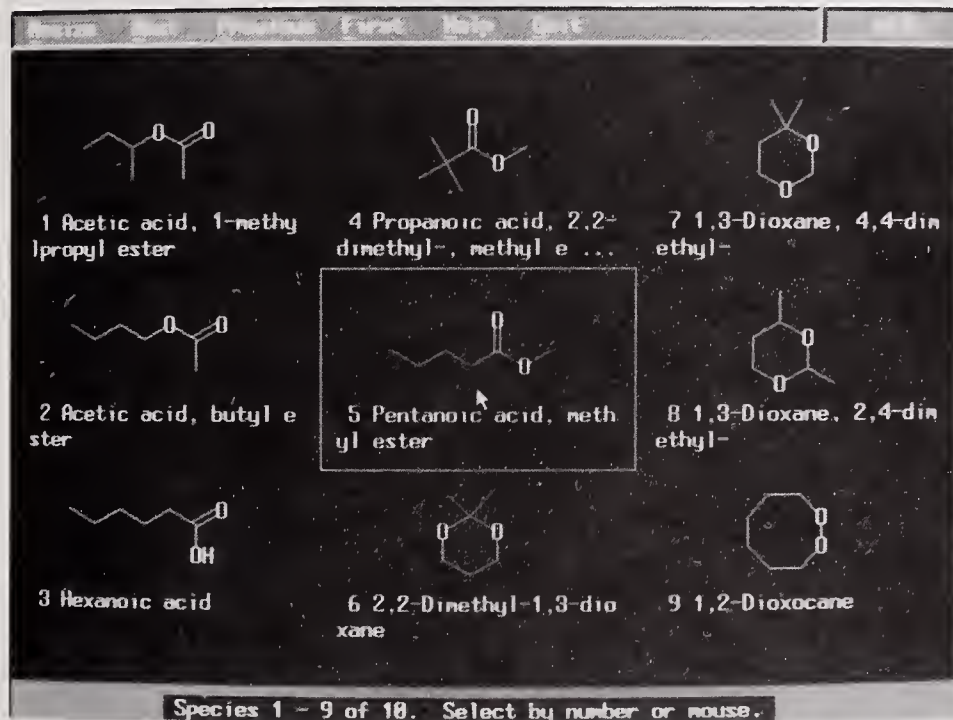 O O
1 Acetic acid, 1-methy
lpropyl ester
O O
2 Acetic acid, butyl e
ster
O
OH
3 Hexanoic acid
O
O
4 Propanoic acid, 2,2-
dimethyl-, methyl e ...
O
O
5 Pentanoic acid, meth
yl ester
O O
6 2,2-Dimethyl-1,3-dio
xane
O
O
7 1,3-Dioxane, 4,4-dim
ethyl-
O
O
8 1,3-Dioxane, 2,4-dim
ethyl-
O
O
9 1,2-Dioxocane
Species 1 - 9 of 10. Select by number or mouse.